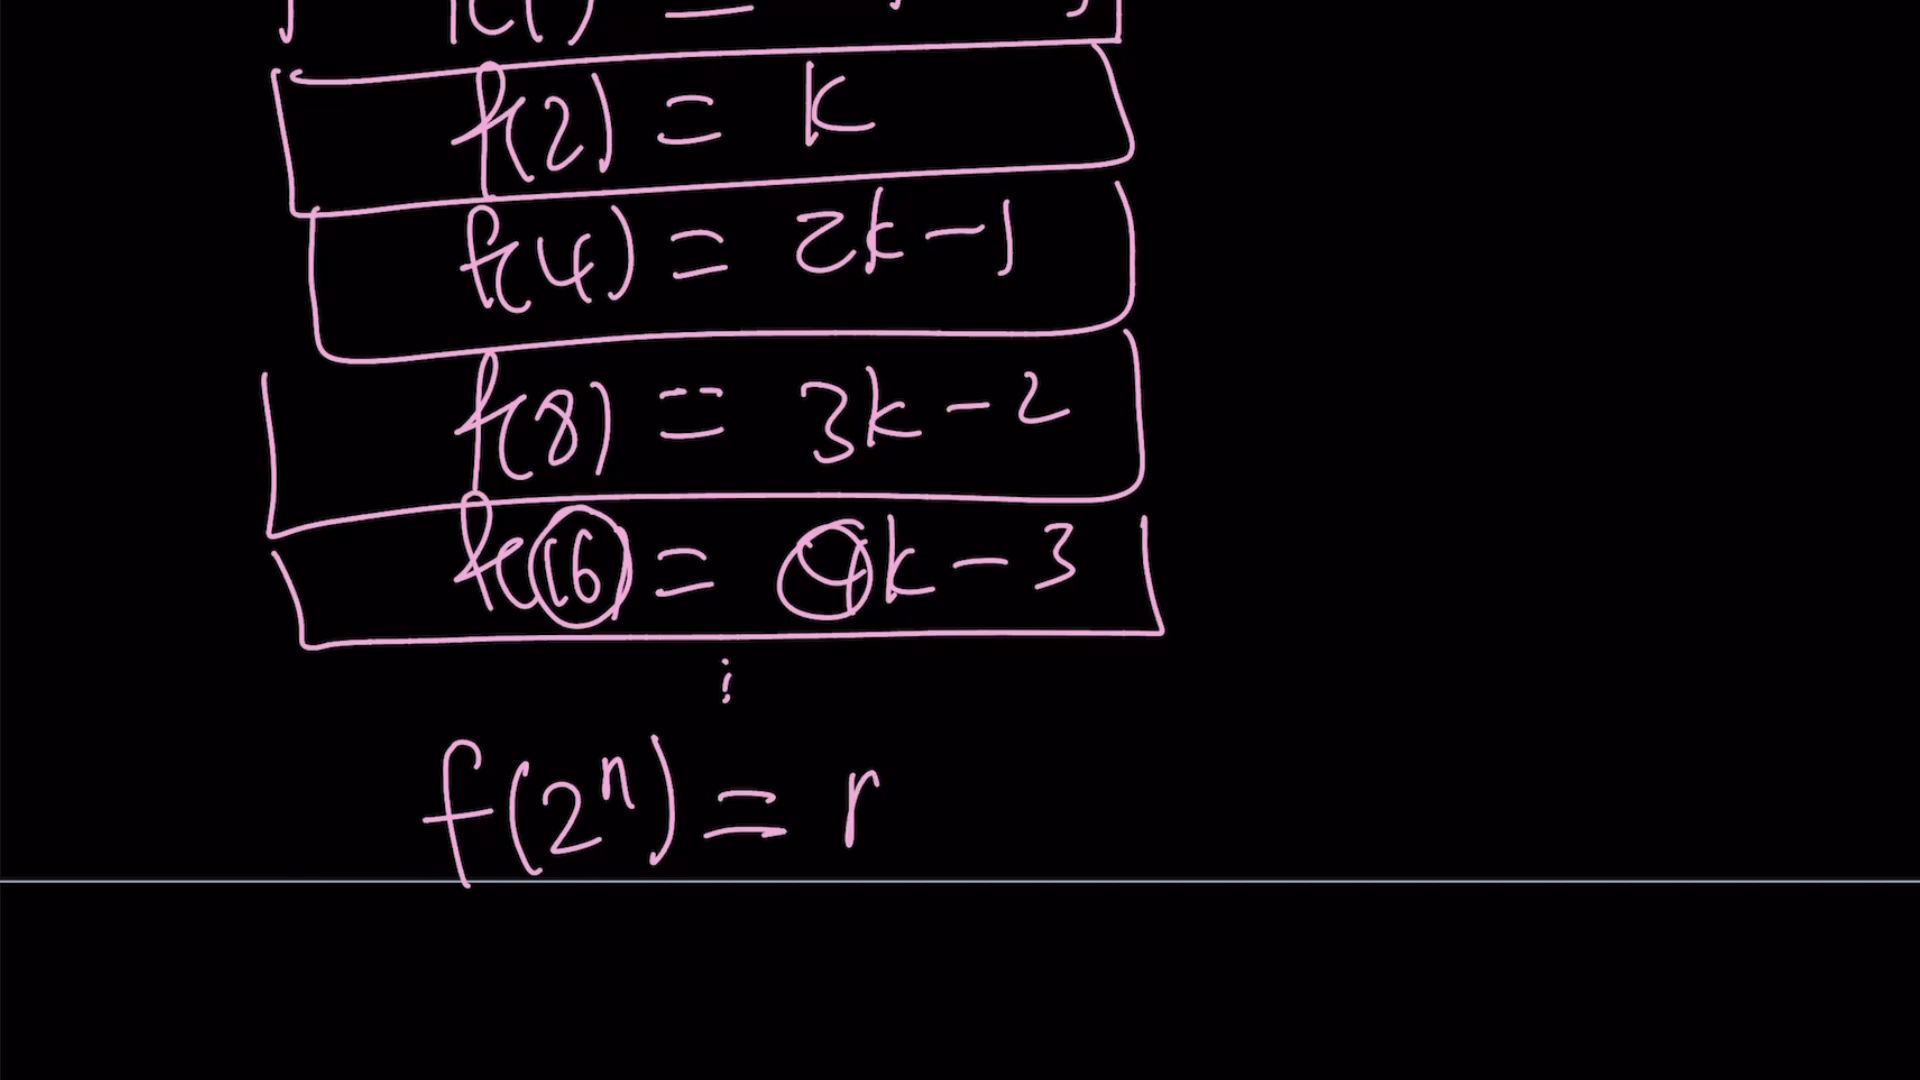 f(2) = k
f(4) = 2k - 1
f(8) = 3k - 2
f(16) = 4k - 3
⋮
f(2ⁿ) = r